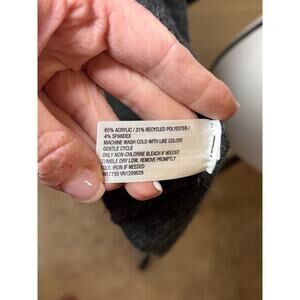 65% ACRYLIC / 31% RECYCLED POLYESTER /
4% SPANDEX
MACHINE WASH COLD WITH LIKE COLORS
GENTLE CYCLE
ONLY NON-CHLORINE BLEACH IF NEEDED
TUMBLE DRY LOW, REMOVE PROMPTLY
COOL IRON IF NEEDED
VN1299629